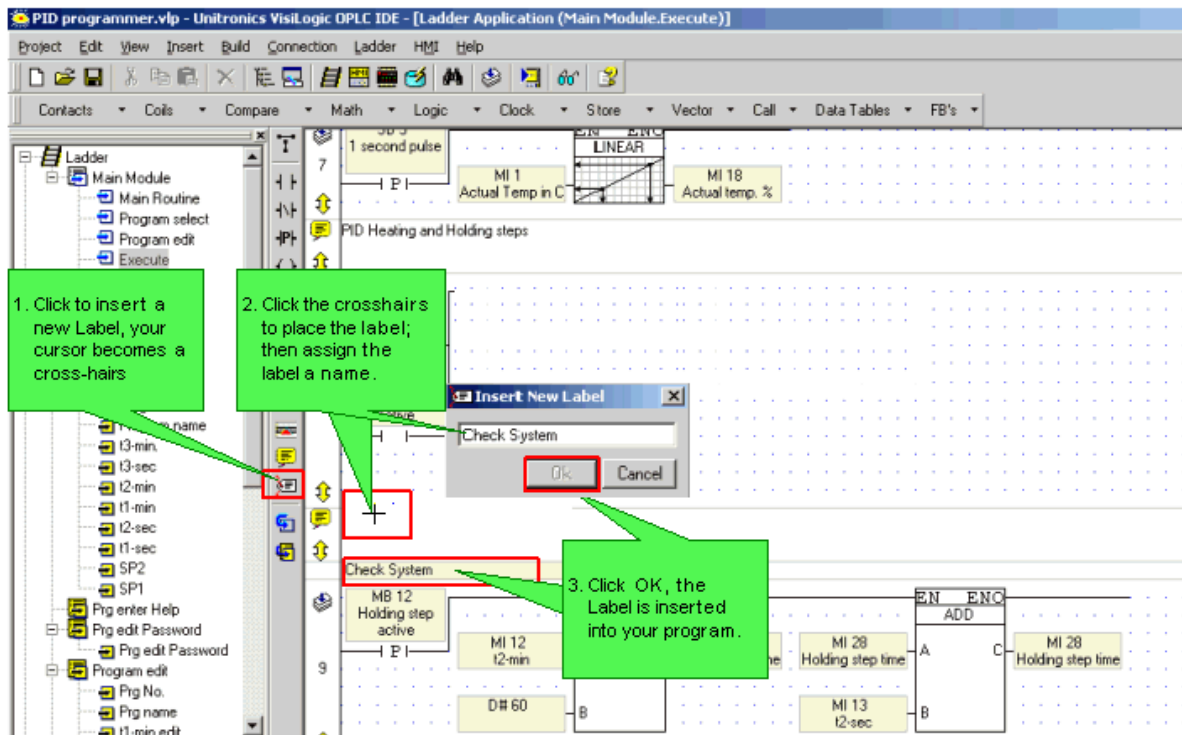 PID programmer.vlp - Unitronics VisiLogic OPLC IDE - [Ladder Application (Main Module.Execute)]
Project Edit View Insert Build Connection Ladder HMI Help
Contacts Coils Compare Math Logic Clock Store Vector Call Data Tables FB's
Ladder
Main Module
Main Routine
Program select
Program edit
Execute
name
t3-min.
t3-sec
t2-min
t1-min
t2-sec
t1-sec
SP2
SP1
Prg enter Help
Prg edit Password
Prg edit Password
Program edit
Prg No.
Prg name
t1-min edit
7
1 second pulse
P
MI 1
Actual Temp in C
EN ENO
LINEAR
MI 18
Actual temp. %
PID Heating and Holding steps
1. Click to insert a
new Label, your
cursor becomes a
cross-hairs
2. Click the crosshairs
to place the label;
then assign the
label a name.
Insert New Label
Check System
Ok Cancel
Check System
3. Click OK, the
Label is inserted
into your program.
9
MB 12
Holding step
active
P
MI 12
t2-min
D# 60
B
MI 28
Holding step time
MI 13
t2-sec
EN ENO
ADD
A C
B
MI 28
Holding step time